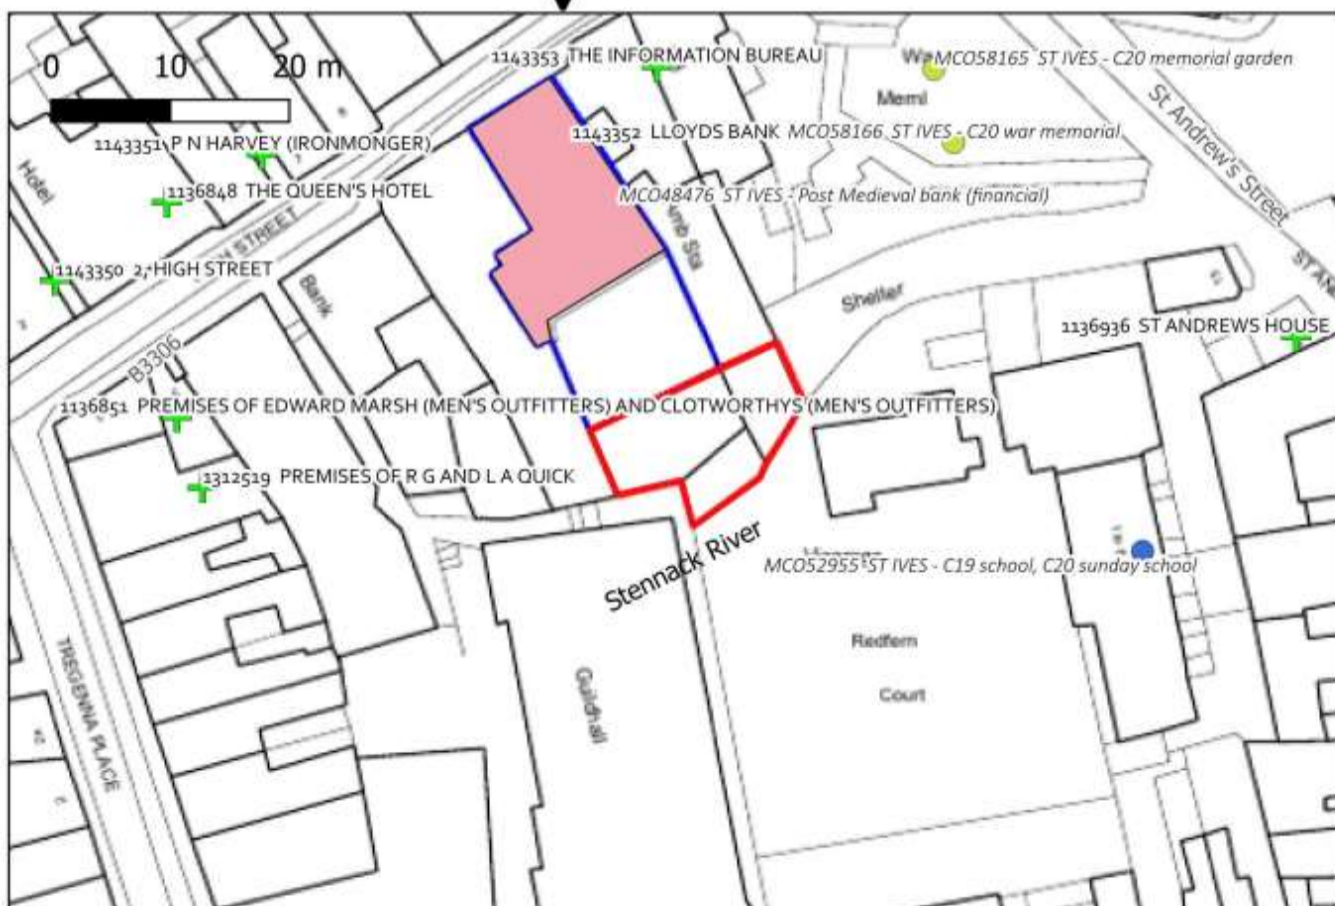 0 10 20 m
1143353 THE INFORMATION BUREAU
MCO58165 ST IVES - C20 memorial garden
Meml
St Andrew's Street
1143351 P N HARVEY (IRONMONGER)
1143352 LLOYDS BANK
MCO58166 ST IVES - C20 war memorial
Hotel
1136848 THE QUEEN'S HOTEL
MCO48476 ST IVES - Post Medieval bank (financial)
STREET
1143350 2, HIGH STREET
Bank
Shelter
1136936 ST ANDREWS HOUSE
B3306
1136851 PREMISES OF EDWARD MARSH (MEN'S OUTFITTERS) AND CLOTWORTHYS (MEN'S OUTFITTERS)
1312519 PREMISES OF R G AND L A QUICK
Stennack River
MCO52955 ST IVES - C19 school, C20 sunday school
Redfern
Court
Guildhall
TREGENNA PLACE